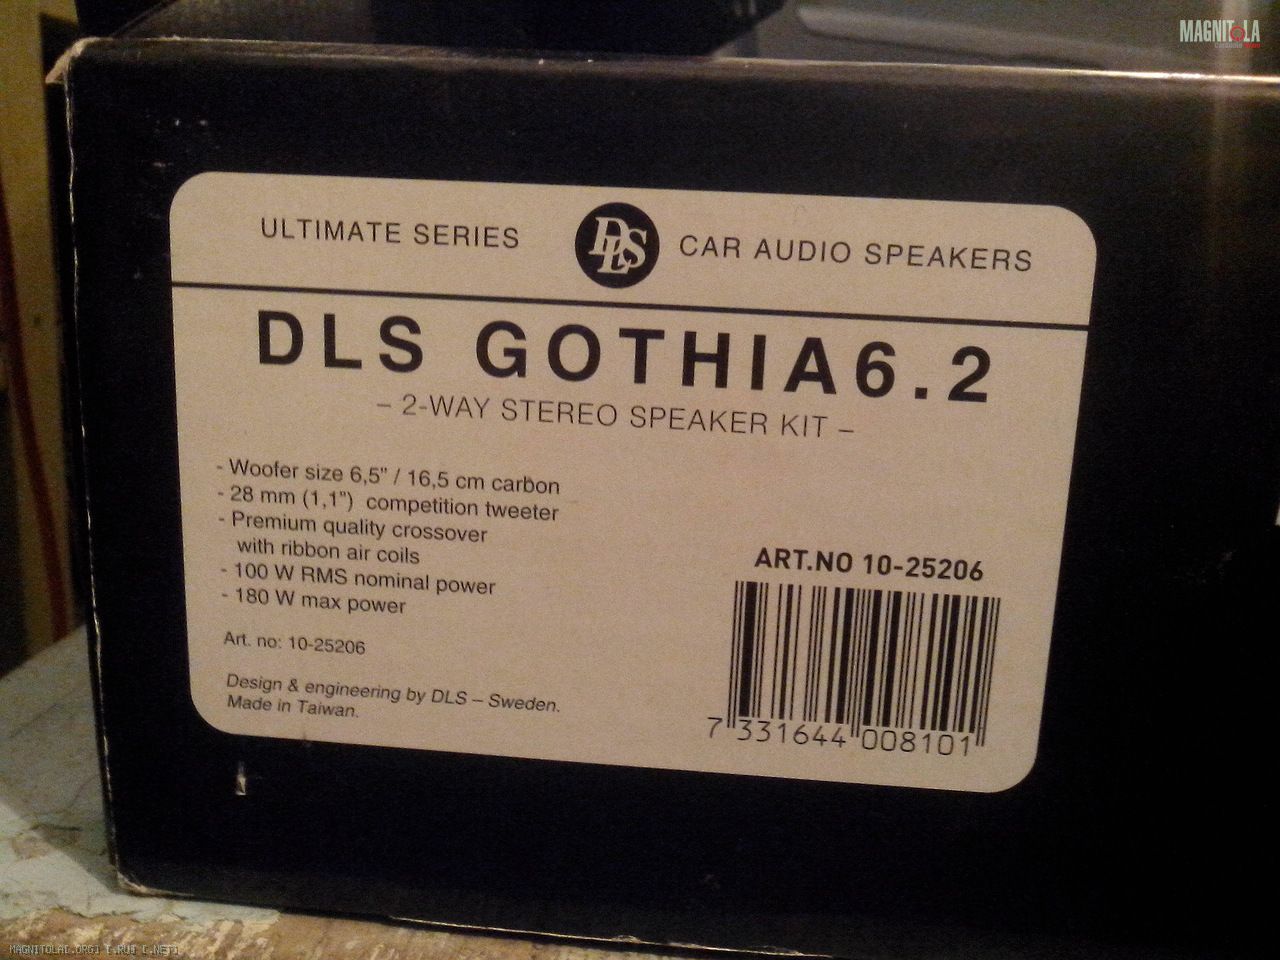 MAGNITOLA
ULTIMATE SERIES DLS CAR AUDIO SPEAKERS
DLS GOTHIA6.2
– 2-WAY STEREO SPEAKER KIT –
- Woofer size 6,5" / 16,5 cm carbon
- 28 mm (1,1") competition tweeter
- Premium quality crossover
with ribbon air coils
- 100 W RMS nominal power
- 180 W max power
ART.NO 10-25206
Art. no: 10-25206
Design & engineering by DLS – Sweden.
Made in Taiwan.
7 331644 008101